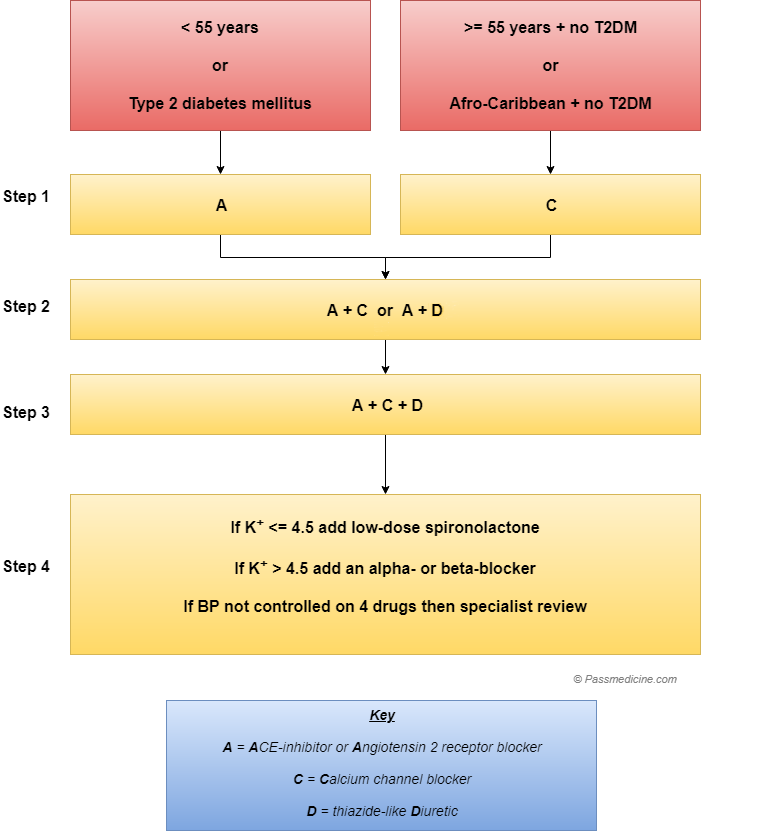 < 55 years
or
Type 2 diabetes mellitus
>= 55 years + no T2DM
or
Afro-Caribbean + no T2DM
Step 1
A
C
Step 2
A + C or A + D
Step 3
A + C + D
Step 4
If K⁺ <= 4.5 add low-dose spironolactone
If K⁺ > 4.5 add an alpha- or beta-blocker
If BP not controlled on 4 drugs then specialist review
© Passmedicine.com
Key
A = ACE-inhibitor or Angiotensin 2 receptor blocker
C = Calcium channel blocker
D = thiazide-like Diuretic